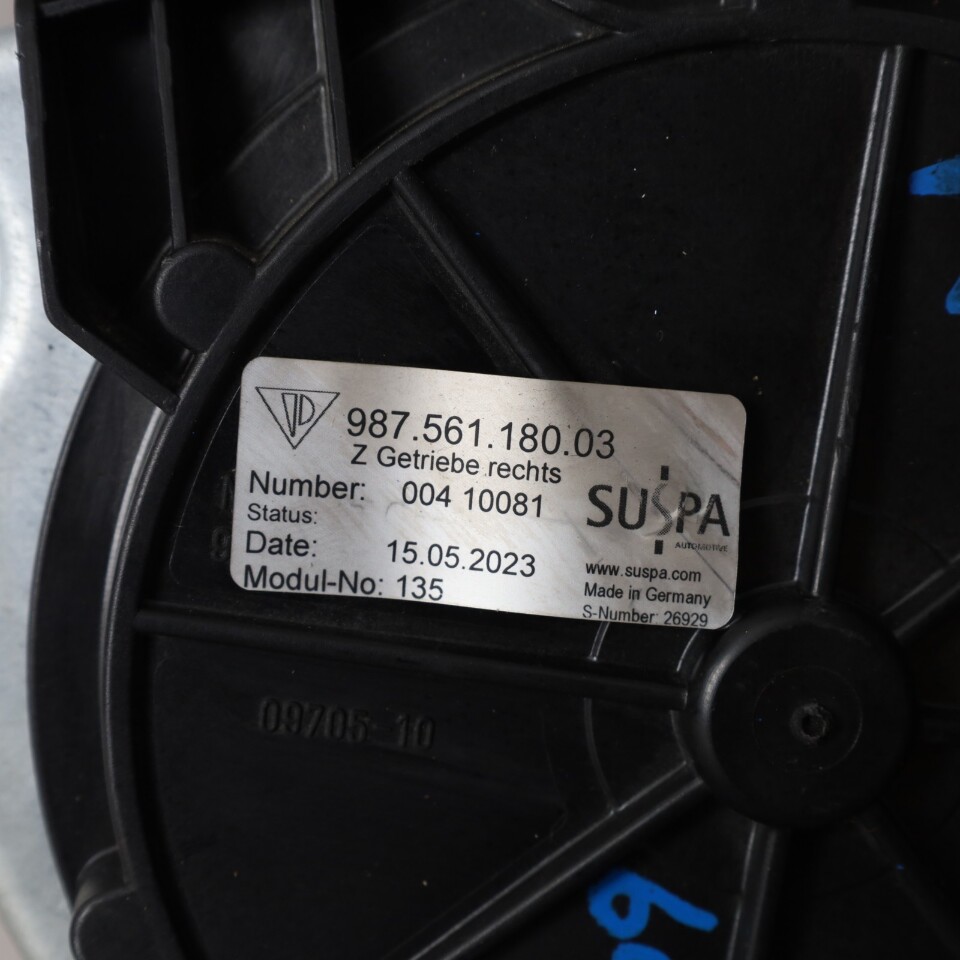 987.561.180.03
Z Getriebe rechts
Number: 004 10081
Status:
Date: 15.05.2023
Modul-No: 135
SUSPA
AUTOMOTIVE
www.suspa.com
Made in Germany
S-Number: 26929
09705 10